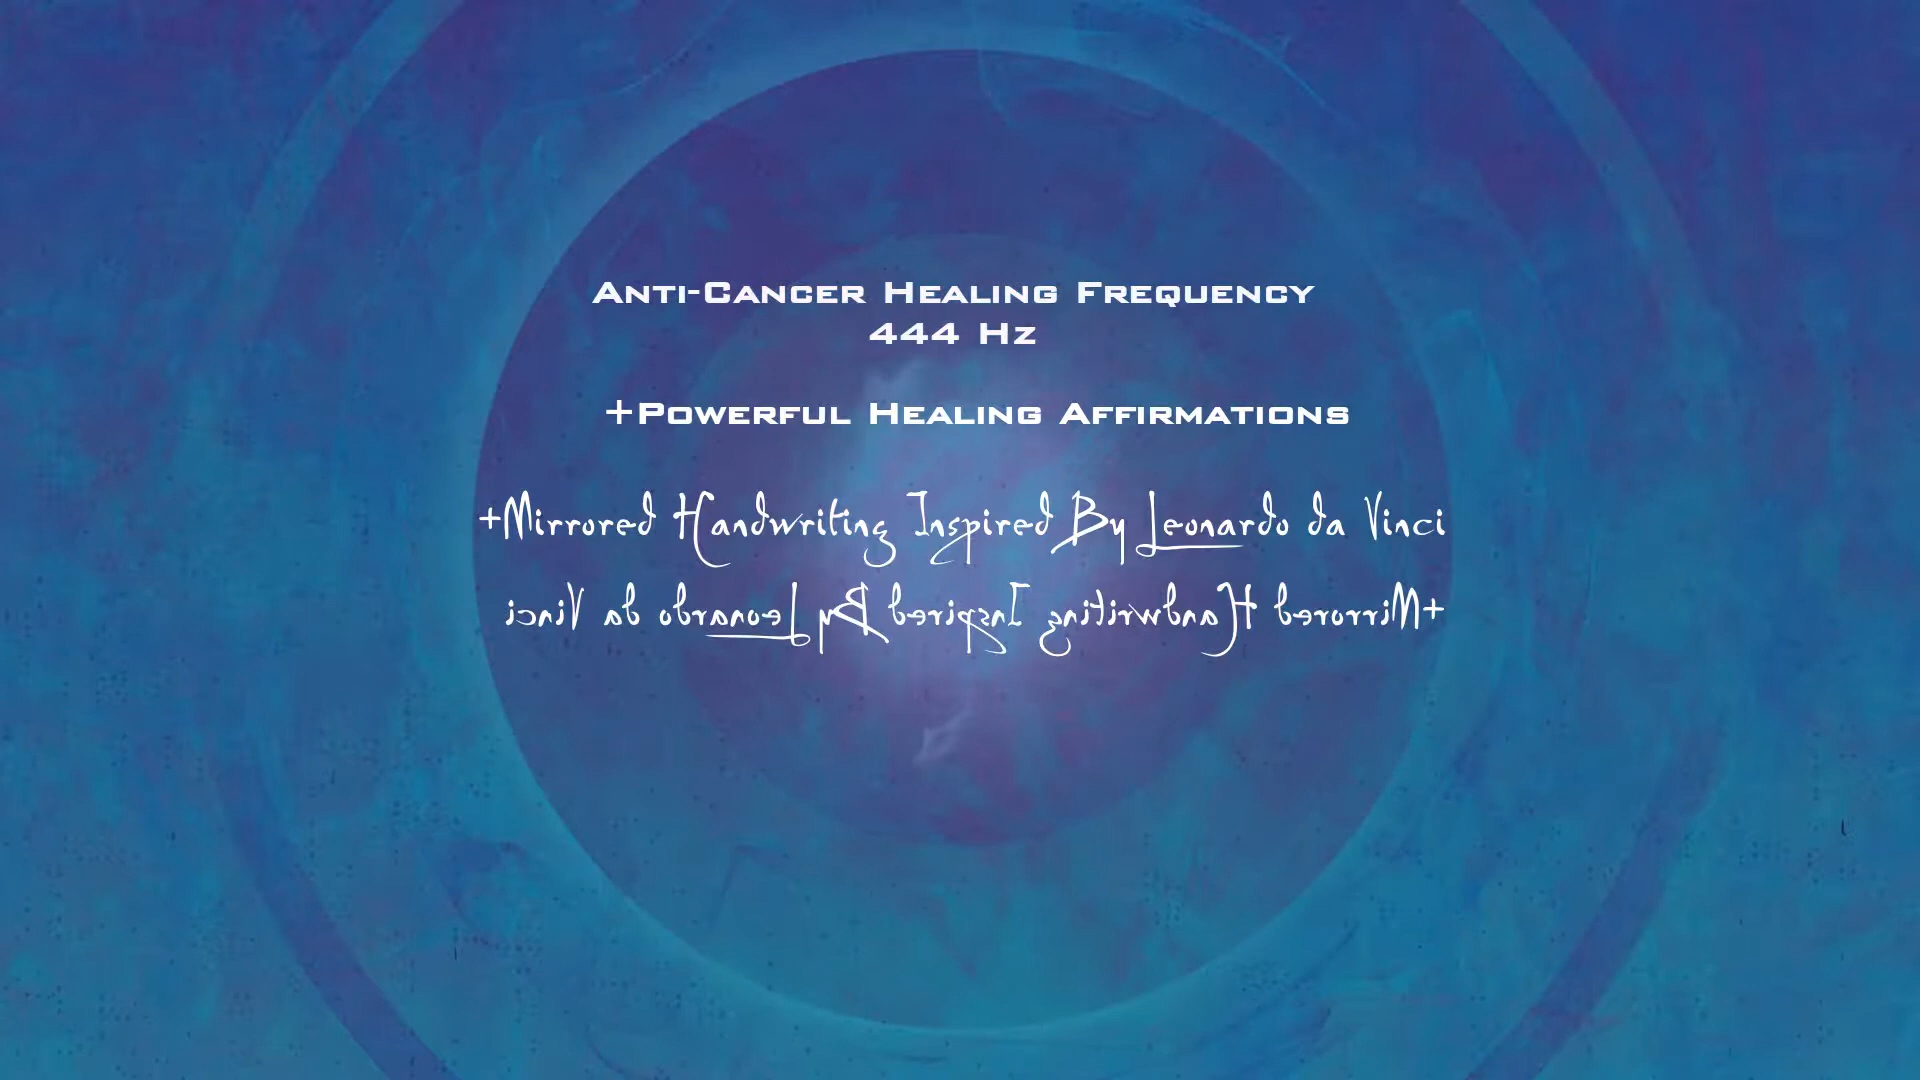 Anti-Cancer Healing Frequency
444 Hz
+Powerful Healing Affirmations
+Mirrored Handwriting Inspired By Leonardo da Vinci
+Mirrored Handwriting Inspired By Leonardo da Vinci